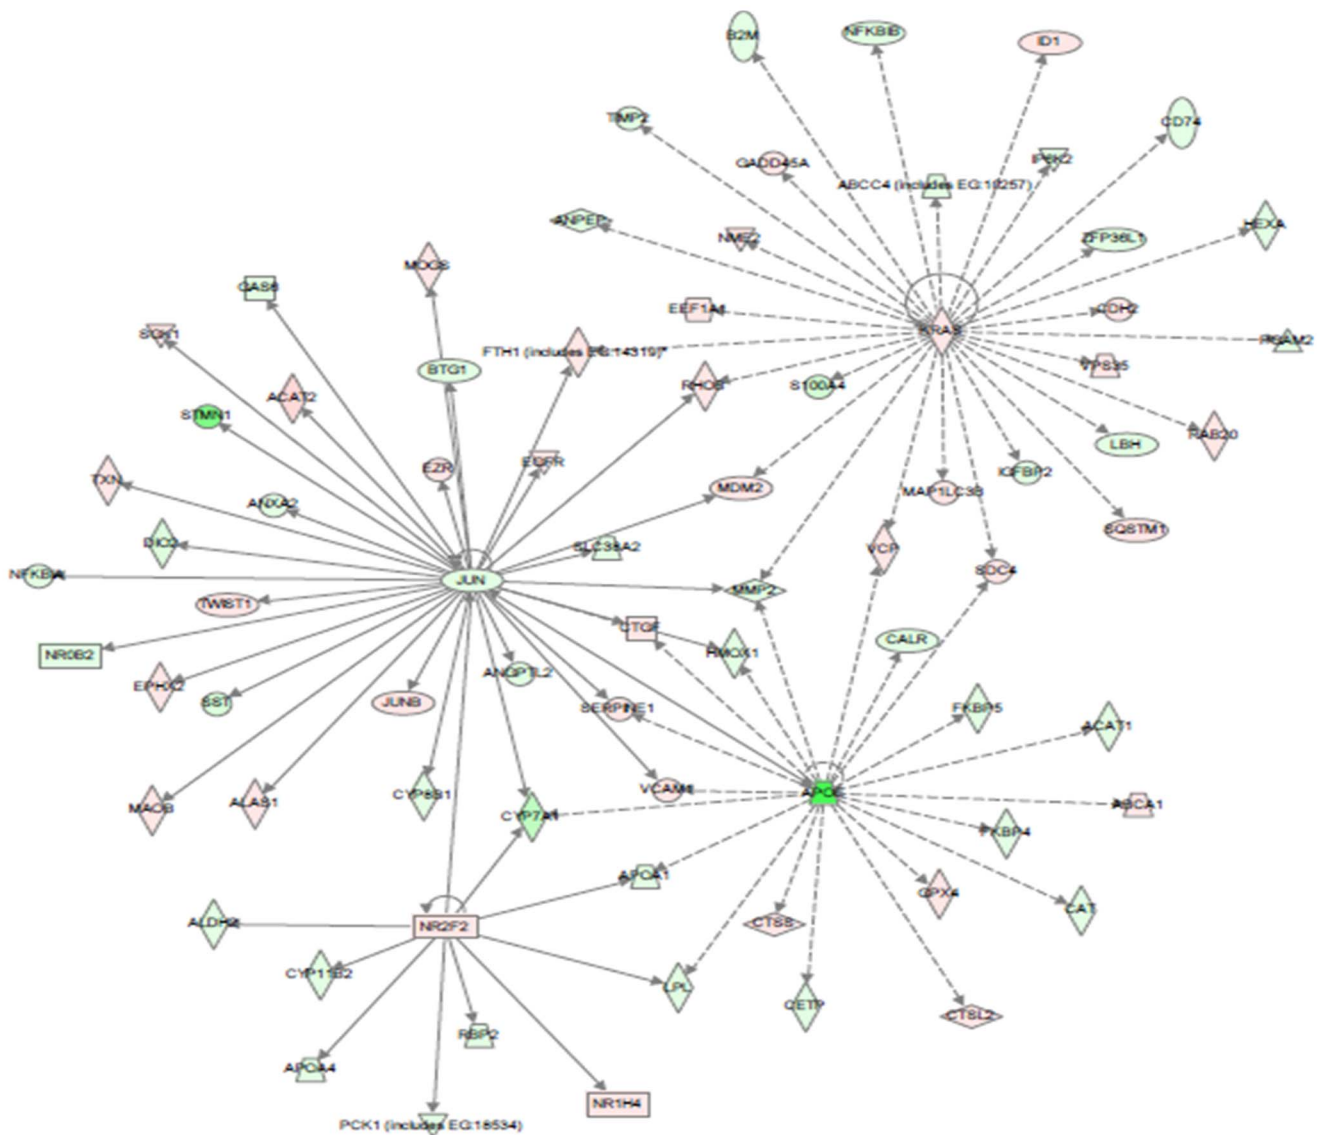 B2M
NFKBIB
ID1
TIMP2
CD74
GADD45A
IP6K2
ABCC4 (includes EG:10257)
ANPEP
NME2
ZFP36L1
HEXA
MOCS
GAS6
EEF1A1
CDH2
KRAS
SGK1
FTH1 (includes EG:14319)*
PGAM2
BTG1
VPS35
RHOB
S100A4
ACAT2
STMN1
RAB20
LBH
EZR
EGFR
IGFBP2
TXN
MDM2
MAP1LC3B
ANXA2
SQSTM1
DIO2
SLC38A2
VCP
NFKBIA
JUN
SDC4
MMP2
TWIST1
CTGF
CALR
NR0B2
HMOX1
ANGPTL2
EPHX2
SST
JUNB
SERPINE1
FKBP5
ACAT1
CYP8B1
VCAM1
APOE
MAOB
ALAS1
ABCA1
CYP7A1
FKBP4
APOA1
GPX4
CAT
ALDH2
NR2F2
CTSS
CYP11B2
LPL
CETP
CTSL2
RBP2
APOA4
NR1H4
PCK1 (includes EG:18534)